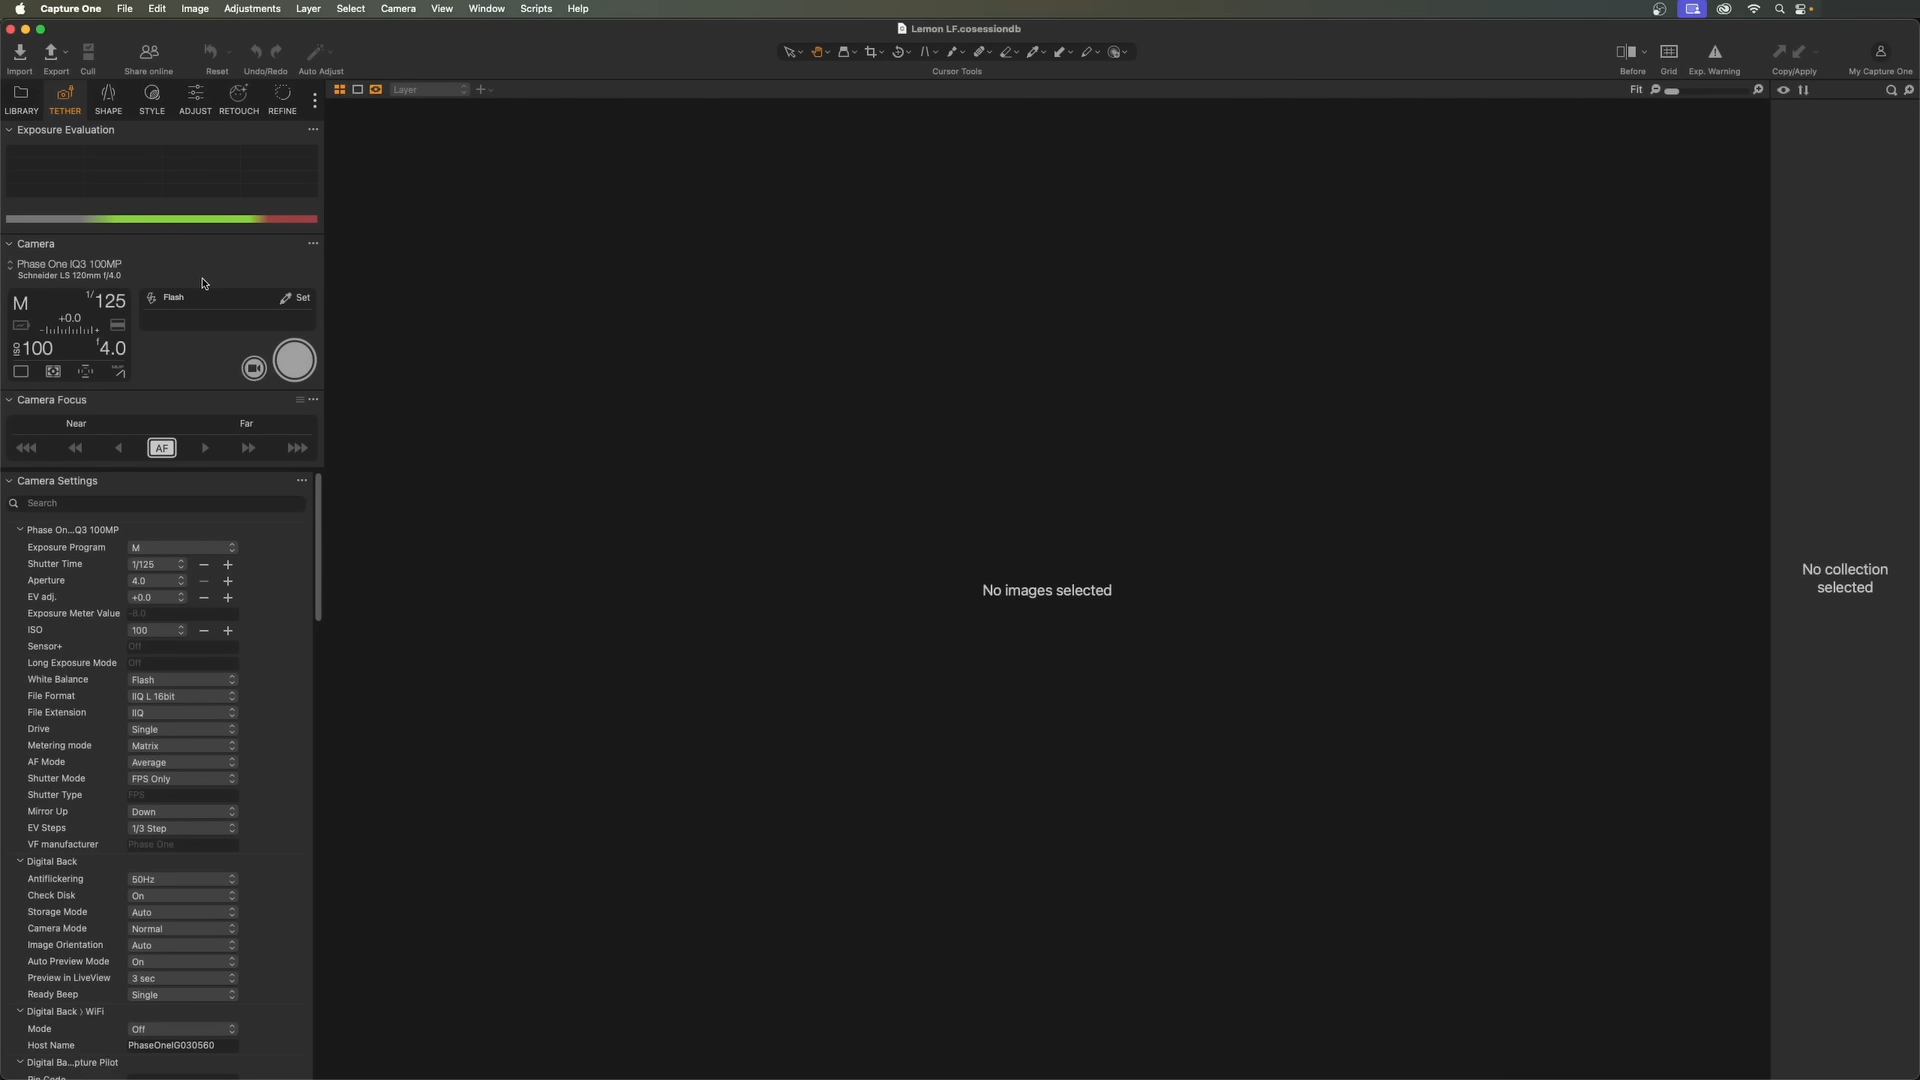 Capture One File Edit Image Adjustments Layer Select Camera View Window Scripts Help
Lemon LF.cosessiondb
Import Export Cull Share online Reset Undo/Redo Auto Adjust Cursor Tools Before Grid Exp. Warning Copy/Apply My Capture One
Layer
Fit
LIBRARY TETHER SHAPE STYLE ADJUST RETOUCH REFINE
Exposure Evaluation
Camera
Phase One IQ3 100MP
Schneider LS 120mm f/4.0
M 1/125
Flash Set
+0.0
ISO 100 f4.0
Camera Focus
Near Far
AF
Camera Settings
Search
Phase On...Q3 100MP
Exposure Program M
Shutter Time 1/125
Aperture 4.0
EV adj. +0.0
Exposure Meter Value -8.0
ISO 100
Sensor+ Off
Long Exposure Mode Off
White Balance Flash
File Format IIQ L 16bit
File Extension IIQ
Drive Single
Metering mode Matrix
AF Mode Average
Shutter Mode FPS Only
Shutter Type FPS
Mirror Up Down
EV Steps 1/3 Step
VF manufacturer Phase One
Digital Back
Antiflickering 50Hz
Check Disk On
Storage Mode Auto
Camera Mode Normal
Image Orientation Auto
Auto Preview Mode On
Preview in LiveView 3 sec
Ready Beep Single
Digital Back › WiFi
Mode Off
Host Name PhaseOneIG030560
Digital Ba...pture Pilot
Pin Code
No images selected
No collection
selected